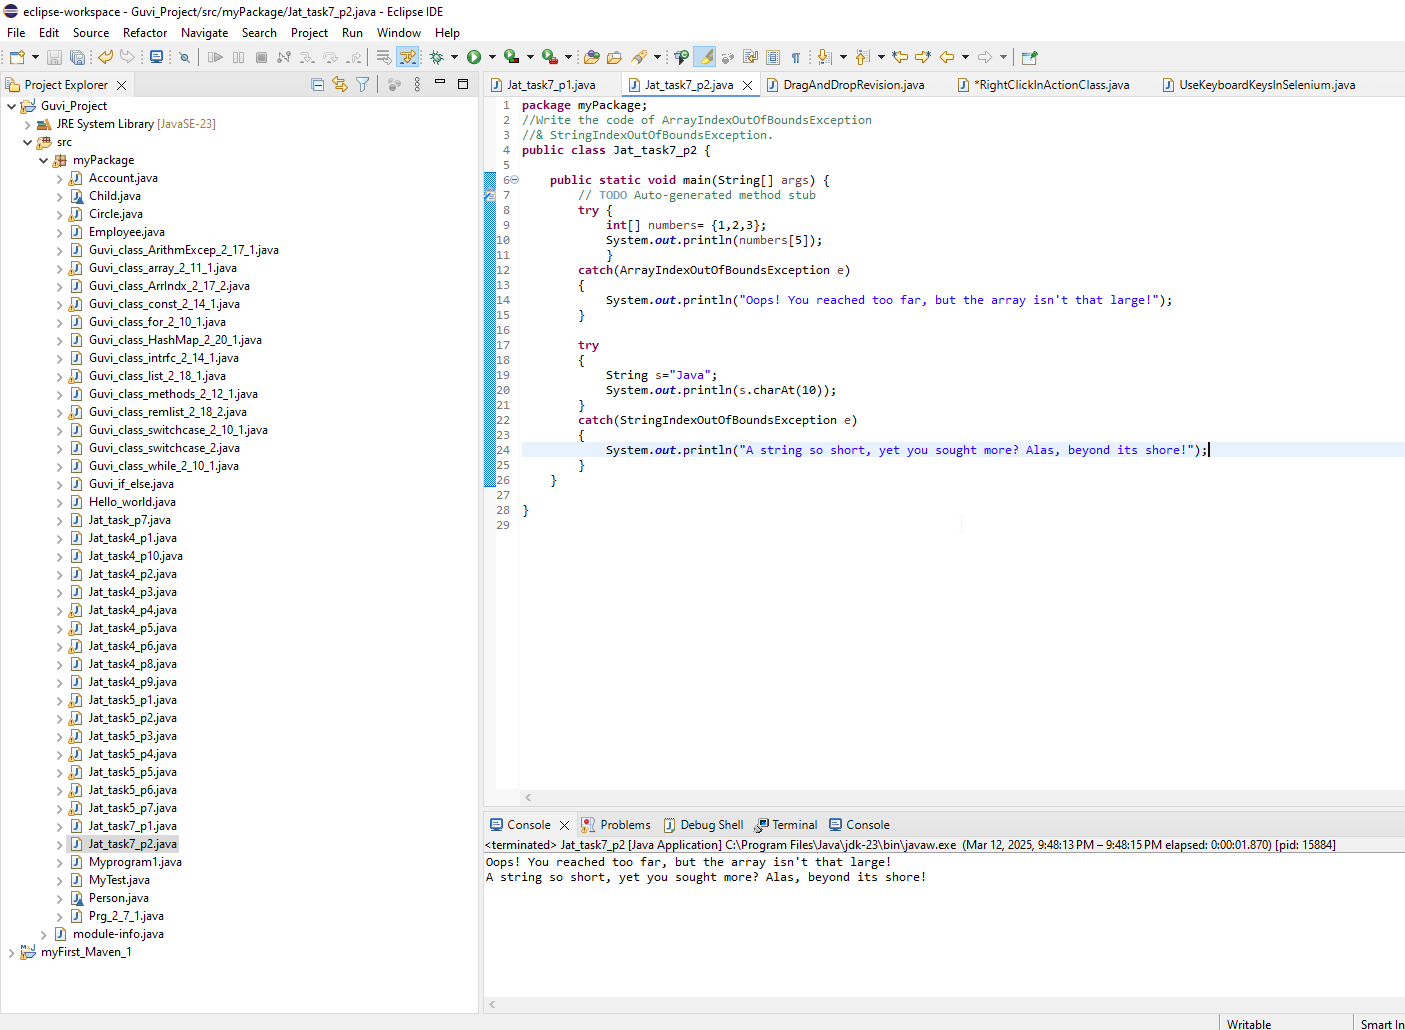 eclipse-workspace - Guvi_Project/src/myPackage/Jat_task7_p2.java - Eclipse IDE
File Edit Source Refactor Navigate Search Project Run Window Help
Project Explorer
Guvi_Project
JRE System Library [JavaSE-23]
src
myPackage
Account.java
Child.java
Circle.java
Employee.java
Guvi_class_ArithmExcep_2_17_1.java
Guvi_class_array_2_11_1.java
Guvi_class_ArrIndx_2_17_2.java
Guvi_class_const_2_14_1.java
Guvi_class_for_2_10_1.java
Guvi_class_HashMap_2_20_1.java
Guvi_class_intrfc_2_14_1.java
Guvi_class_list_2_18_1.java
Guvi_class_methods_2_12_1.java
Guvi_class_remlist_2_18_2.java
Guvi_class_switchcase_2_10_1.java
Guvi_class_switchcase_2.java
Guvi_class_while_2_10_1.java
Guvi_if_else.java
Hello_world.java
Jat_task_p7.java
Jat_task4_p1.java
Jat_task4_p10.java
Jat_task4_p2.java
Jat_task4_p3.java
Jat_task4_p4.java
Jat_task4_p5.java
Jat_task4_p6.java
Jat_task4_p8.java
Jat_task4_p9.java
Jat_task5_p1.java
Jat_task5_p2.java
Jat_task5_p3.java
Jat_task5_p4.java
Jat_task5_p5.java
Jat_task5_p6.java
Jat_task5_p7.java
Jat_task7_p1.java
Jat_task7_p2.java
Myprogram1.java
MyTest.java
Person.java
Prg_2_7_1.java
module-info.java
myFirst_Maven_1
Jat_task7_p1.java Jat_task7_p2.java DragAndDropRevision.java *RightClickInActionClass.java UseKeyboardKeysInSelenium.java
1 package myPackage;
2 //Write the code of ArrayIndexOutOfBoundsException
3 //& StringIndexOutOfBoundsException.
4 public class Jat_task7_p2 {
5
6 public static void main(String[] args) {
7 // TODO Auto-generated method stub
8 try {
9 int[] numbers= {1,2,3};
10 System.out.println(numbers[5]);
11 }
12 catch(ArrayIndexOutOfBoundsException e)
13 {
14 System.out.println("Oops! You reached too far, but the array isn't that large!");
15 }
16
17 try
18 {
19 String s="Java";
20 System.out.println(s.charAt(10));
21 }
22 catch(StringIndexOutOfBoundsException e)
23 {
24 System.out.println("A string so short, yet you sought more? Alas, beyond its shore!");
25 }
26 }
27
28 }
29
Console Problems Debug Shell Terminal Console
<terminated> Jat_task7_p2 [Java Application] C:\Program Files\Java\jdk-23\bin\javaw.exe (Mar 12, 2025, 9:48:13 PM – 9:48:15 PM elapsed: 0:00:01.870) [pid: 15884]
Oops! You reached too far, but the array isn't that large!
A string so short, yet you sought more? Alas, beyond its shore!
Writable Smart In